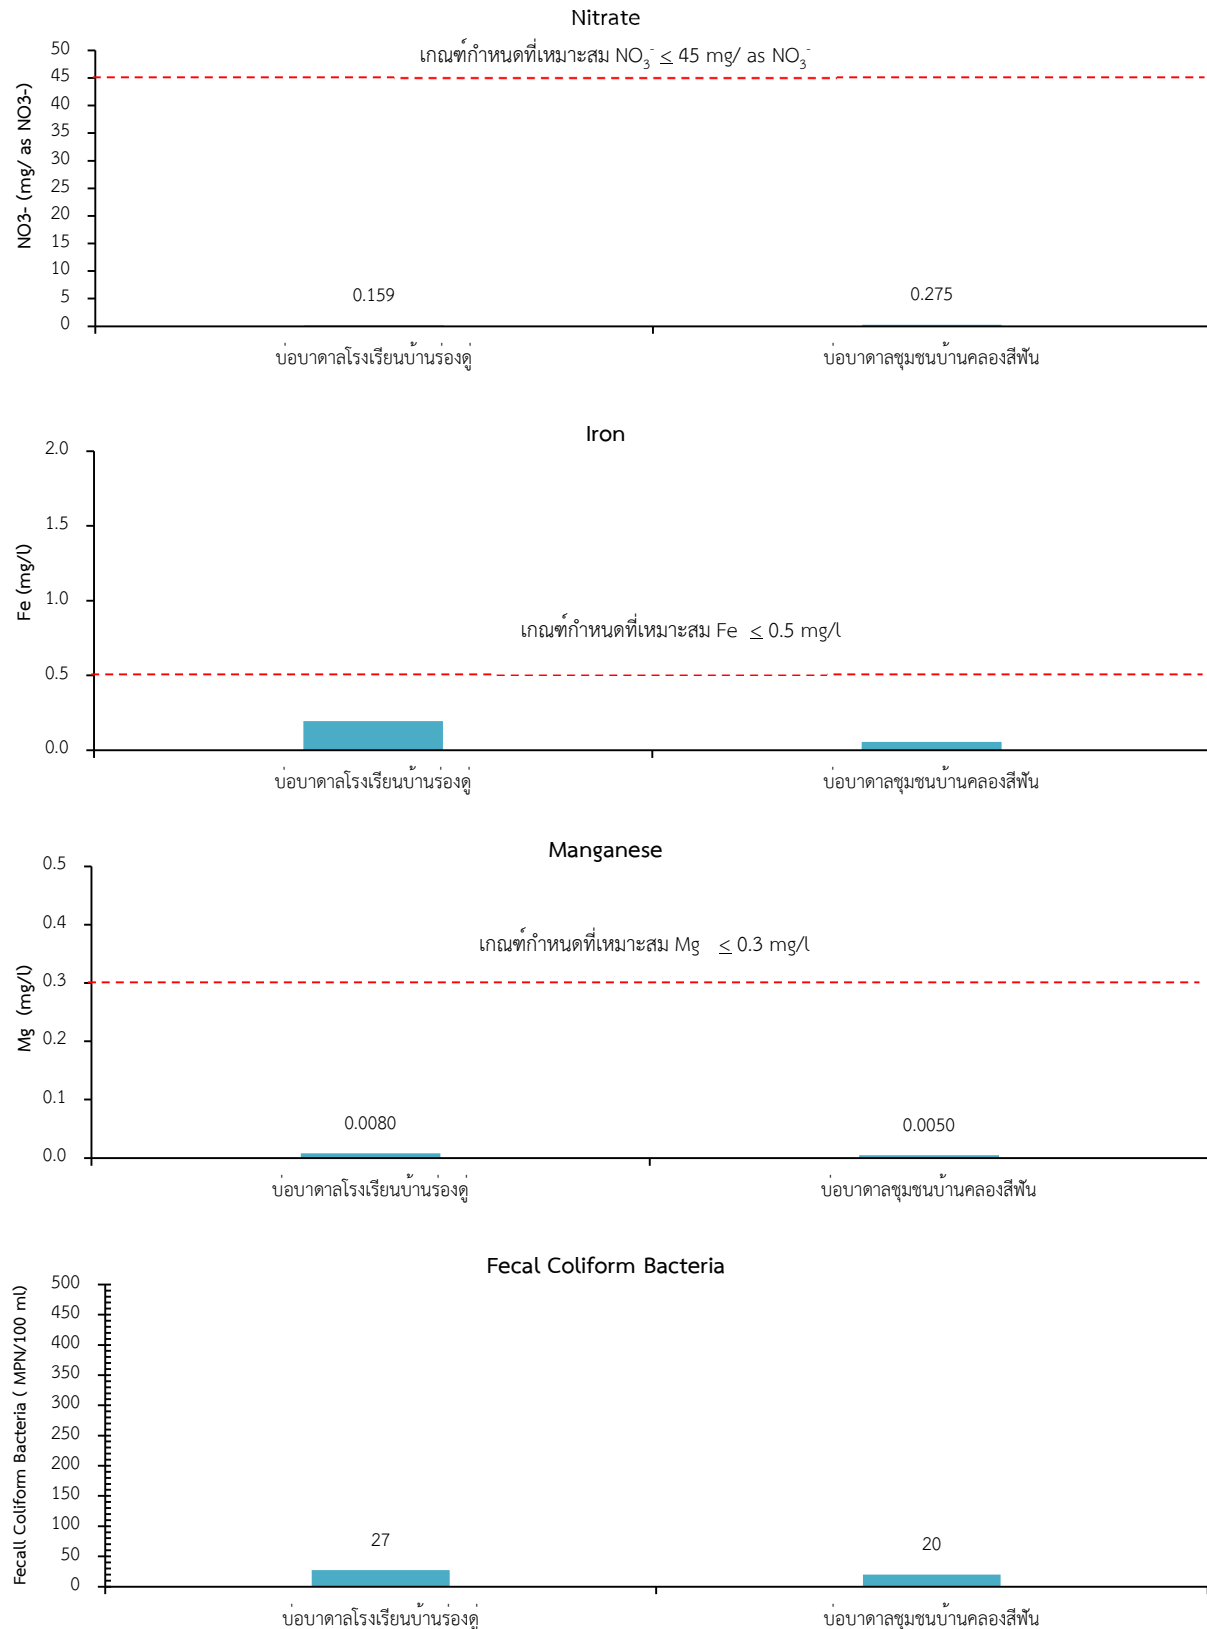 Nitrate
เกณฑ์กำหนดที่เหมาะสม NO3- ≤ 45 mg/ as NO3-
NO3- (mg/ as NO3-)
50
45
40
35
30
25
20
15
10
5
0
0.159 0.275
บ่อบาดาลโรงเรียนบ้านร่องดู่ บ่อบาดาลชุมชนบ้านคลองสีฟัน
Iron
Fe (mg/l)
2.0
1.5
1.0
เกณฑ์กำหนดที่เหมาะสม Fe ≤ 0.5 mg/l
0.5
0.0
บ่อบาดาลโรงเรียนบ้านร่องดู่ บ่อบาดาลชุมชนบ้านคลองสีฟัน
Manganese
Mg (mg/l)
0.5
0.4
เกณฑ์กำหนดที่เหมาะสม Mg ≤ 0.3 mg/l
0.3
0.2
0.1
0.0080 0.0050
0.0
บ่อบาดาลโรงเรียนบ้านร่องดู่ บ่อบาดาลชุมชนบ้านคลองสีฟัน
Fecal Coliform Bacteria
Fecall Coliform Bacteria ( MPN/100 ml)
500
450
400
350
300
250
200
150
100
50
0
27 20
บ่อบาดาลโรงเรียนบ้านร่องดู่ บ่อบาดาลชุมชนบ้านคลองสีฟัน